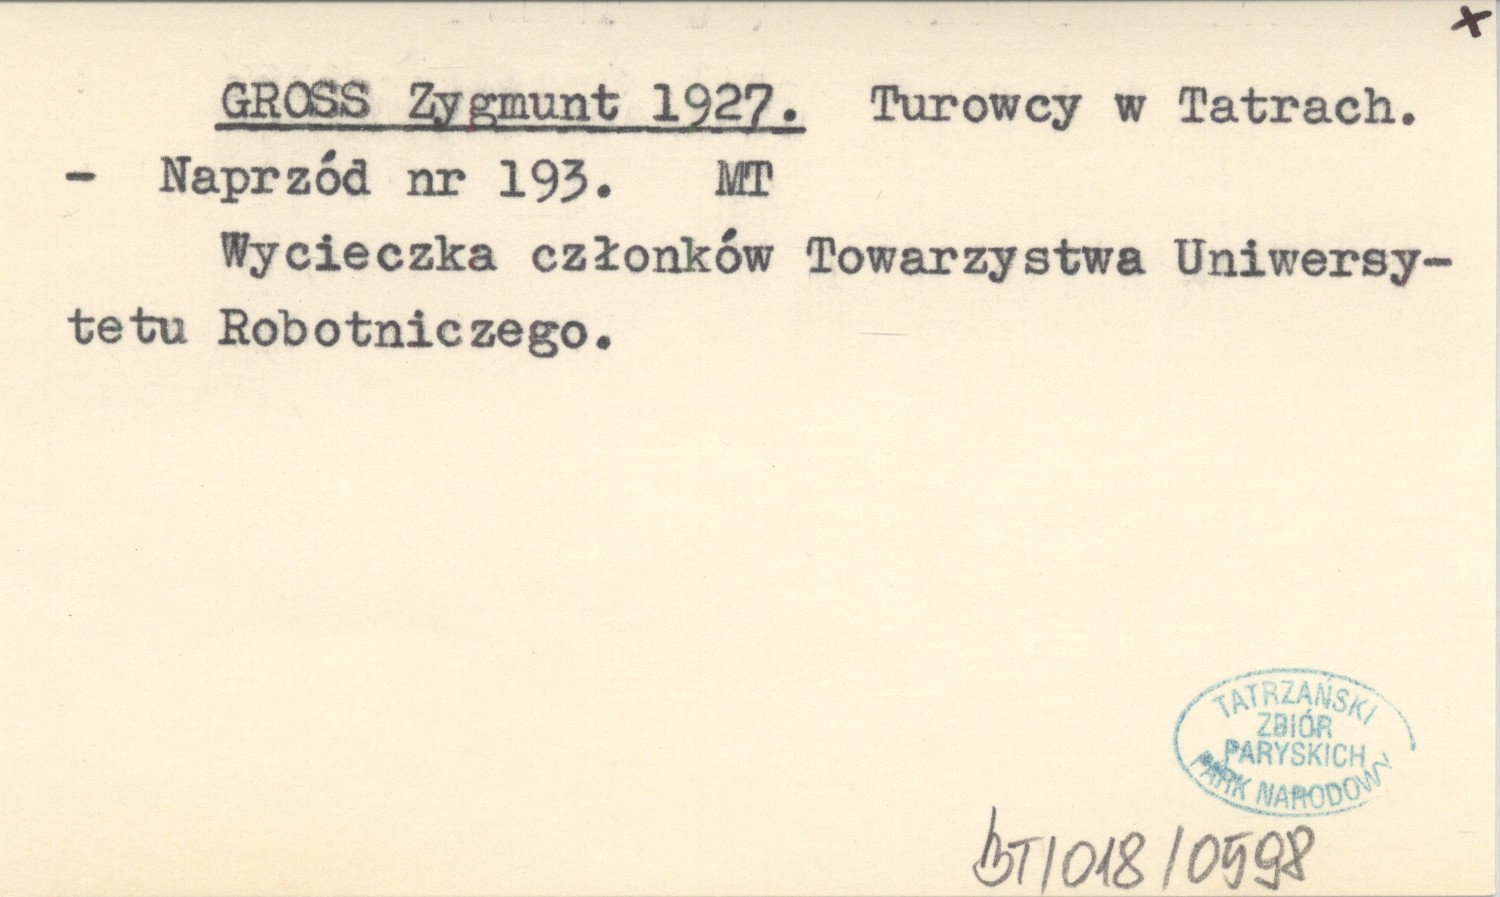 x
GROSS Zygmunt 1927. Turowcy w Tatrach.
- Naprzód nr 193. MT
Wycieczka członków Towarzystwa Uniwersy-
tetu Robotniczego.
TATRZAŃSKI
ZBIÓR
PARYSKICH
PARK NARODOWY
BT/018/0598